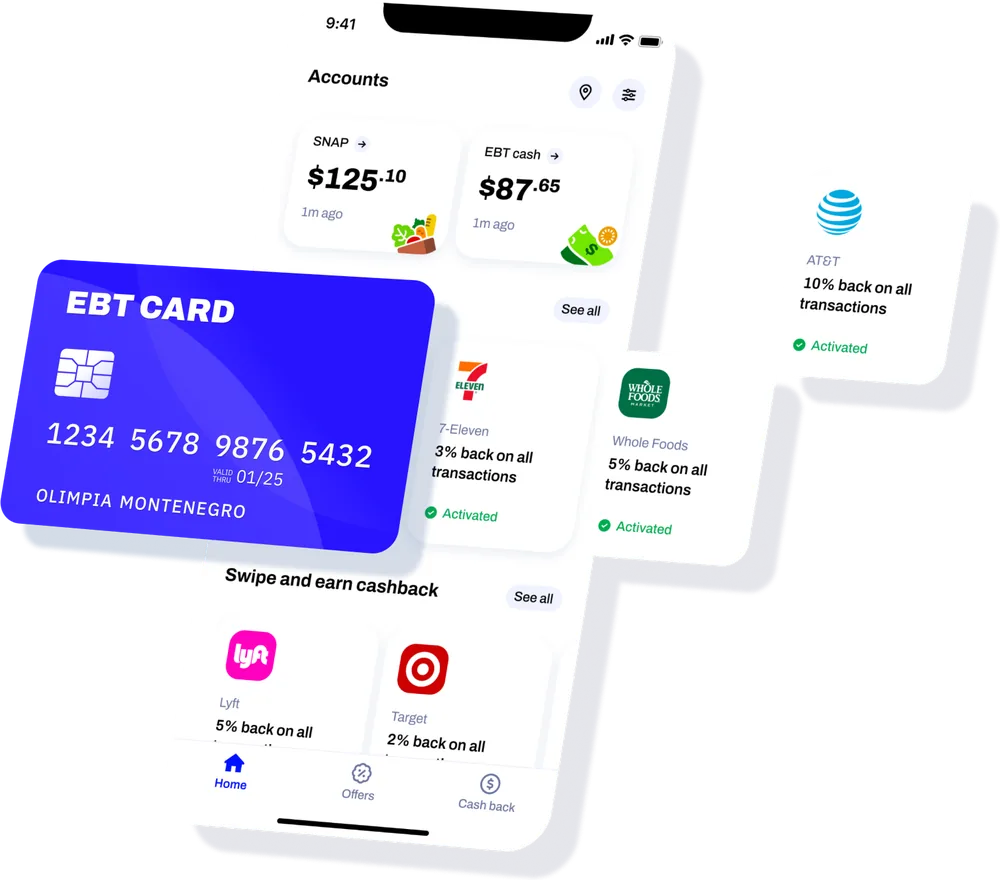 9:41
Accounts
SNAP
$125.10
1m ago
EBT cash
$87.65
1m ago
See all
AT&T
10% back on all
transactions
Activated
EBT CARD
1234 5678 9876 5432
VALID
THRU
01/25
OLIMPIA MONTENEGRO
7
ELEVEN
7-Eleven
3% back on all
transactions
Activated
WHOLE
FOODS
MARKET
Whole Foods
5% back on all
transactions
Activated
Swipe and earn cashback
See all
lyft
Lyft
5% back on all
Target
2% back on all
Home
Offers
Cash back